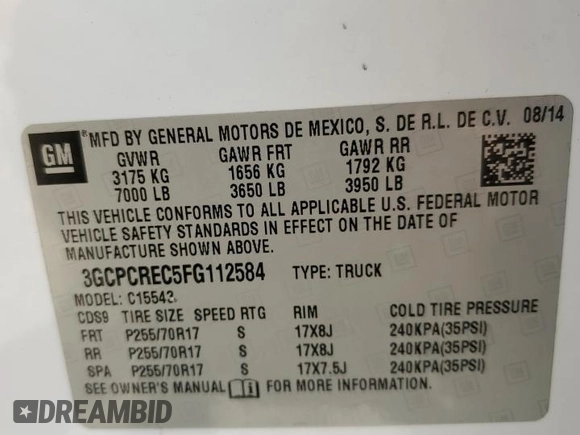 GM
®MFD BY GENERAL MOTORS DE MEXICO, S. DE R.L. DE C.V. 08/14
GVWR GAWR FRT GAWR RR
3175 KG 1656 KG 1792 KG
7000 LB 3650 LB 3950 LB
THIS VEHICLE CONFORMS TO ALL APPLICABLE U.S. FEDERAL MOTOR
VEHICLE SAFETY STANDARDS IN EFFECT ON THE DATE OF
MANUFACTURE SHOWN ABOVE.
3GCPCREC5FG112584 TYPE: TRUCK
MODEL: C15543
CDS9 TIRE SIZE SPEED RTG RIM COLD TIRE PRESSURE
FRT P255/70R17 S 17X8J 240KPA(35PSI)
RR P255/70R17 S 17X8J 240KPA(35PSI)
SPA P255/70R17 S 17X7.5J 240KPA(35PSI)
SEE OWNER'S MANUAL FOR MORE INFORMATION.
DREAMBID